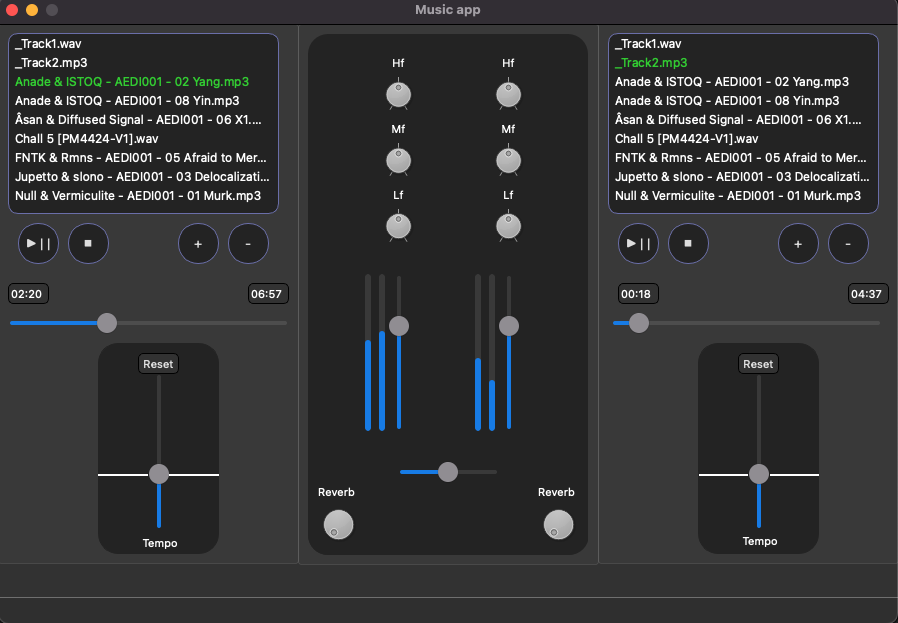 Music app
_Track1.wav
_Track2.mp3
Anade & ISTOQ - AEDI001 - 02 Yang.mp3
Anade & ISTOQ - AEDI001 - 08 Yin.mp3
Âsan & Diffused Signal - AEDI001 - 06 X1....
Chall 5 [PM4424-V1].wav
FNTK & Rmns - AEDI001 - 05 Afraid to Mer...
Jupetto & slono - AEDI001 - 03 Delocalizati...
Null & Vermiculite - AEDI001 - 01 Murk.mp3
+
-
02:20
06:57
Reset
Tempo
Hf
Hf
Mf
Mf
Lf
Lf
Reverb
Reverb
_Track1.wav
_Track2.mp3
Anade & ISTOQ - AEDI001 - 02 Yang.mp3
Anade & ISTOQ - AEDI001 - 08 Yin.mp3
Âsan & Diffused Signal - AEDI001 - 06 X1....
Chall 5 [PM4424-V1].wav
FNTK & Rmns - AEDI001 - 05 Afraid to Mer...
Jupetto & slono - AEDI001 - 03 Delocalizati...
Null & Vermiculite - AEDI001 - 01 Murk.mp3
+
-
00:18
04:37
Reset
Tempo